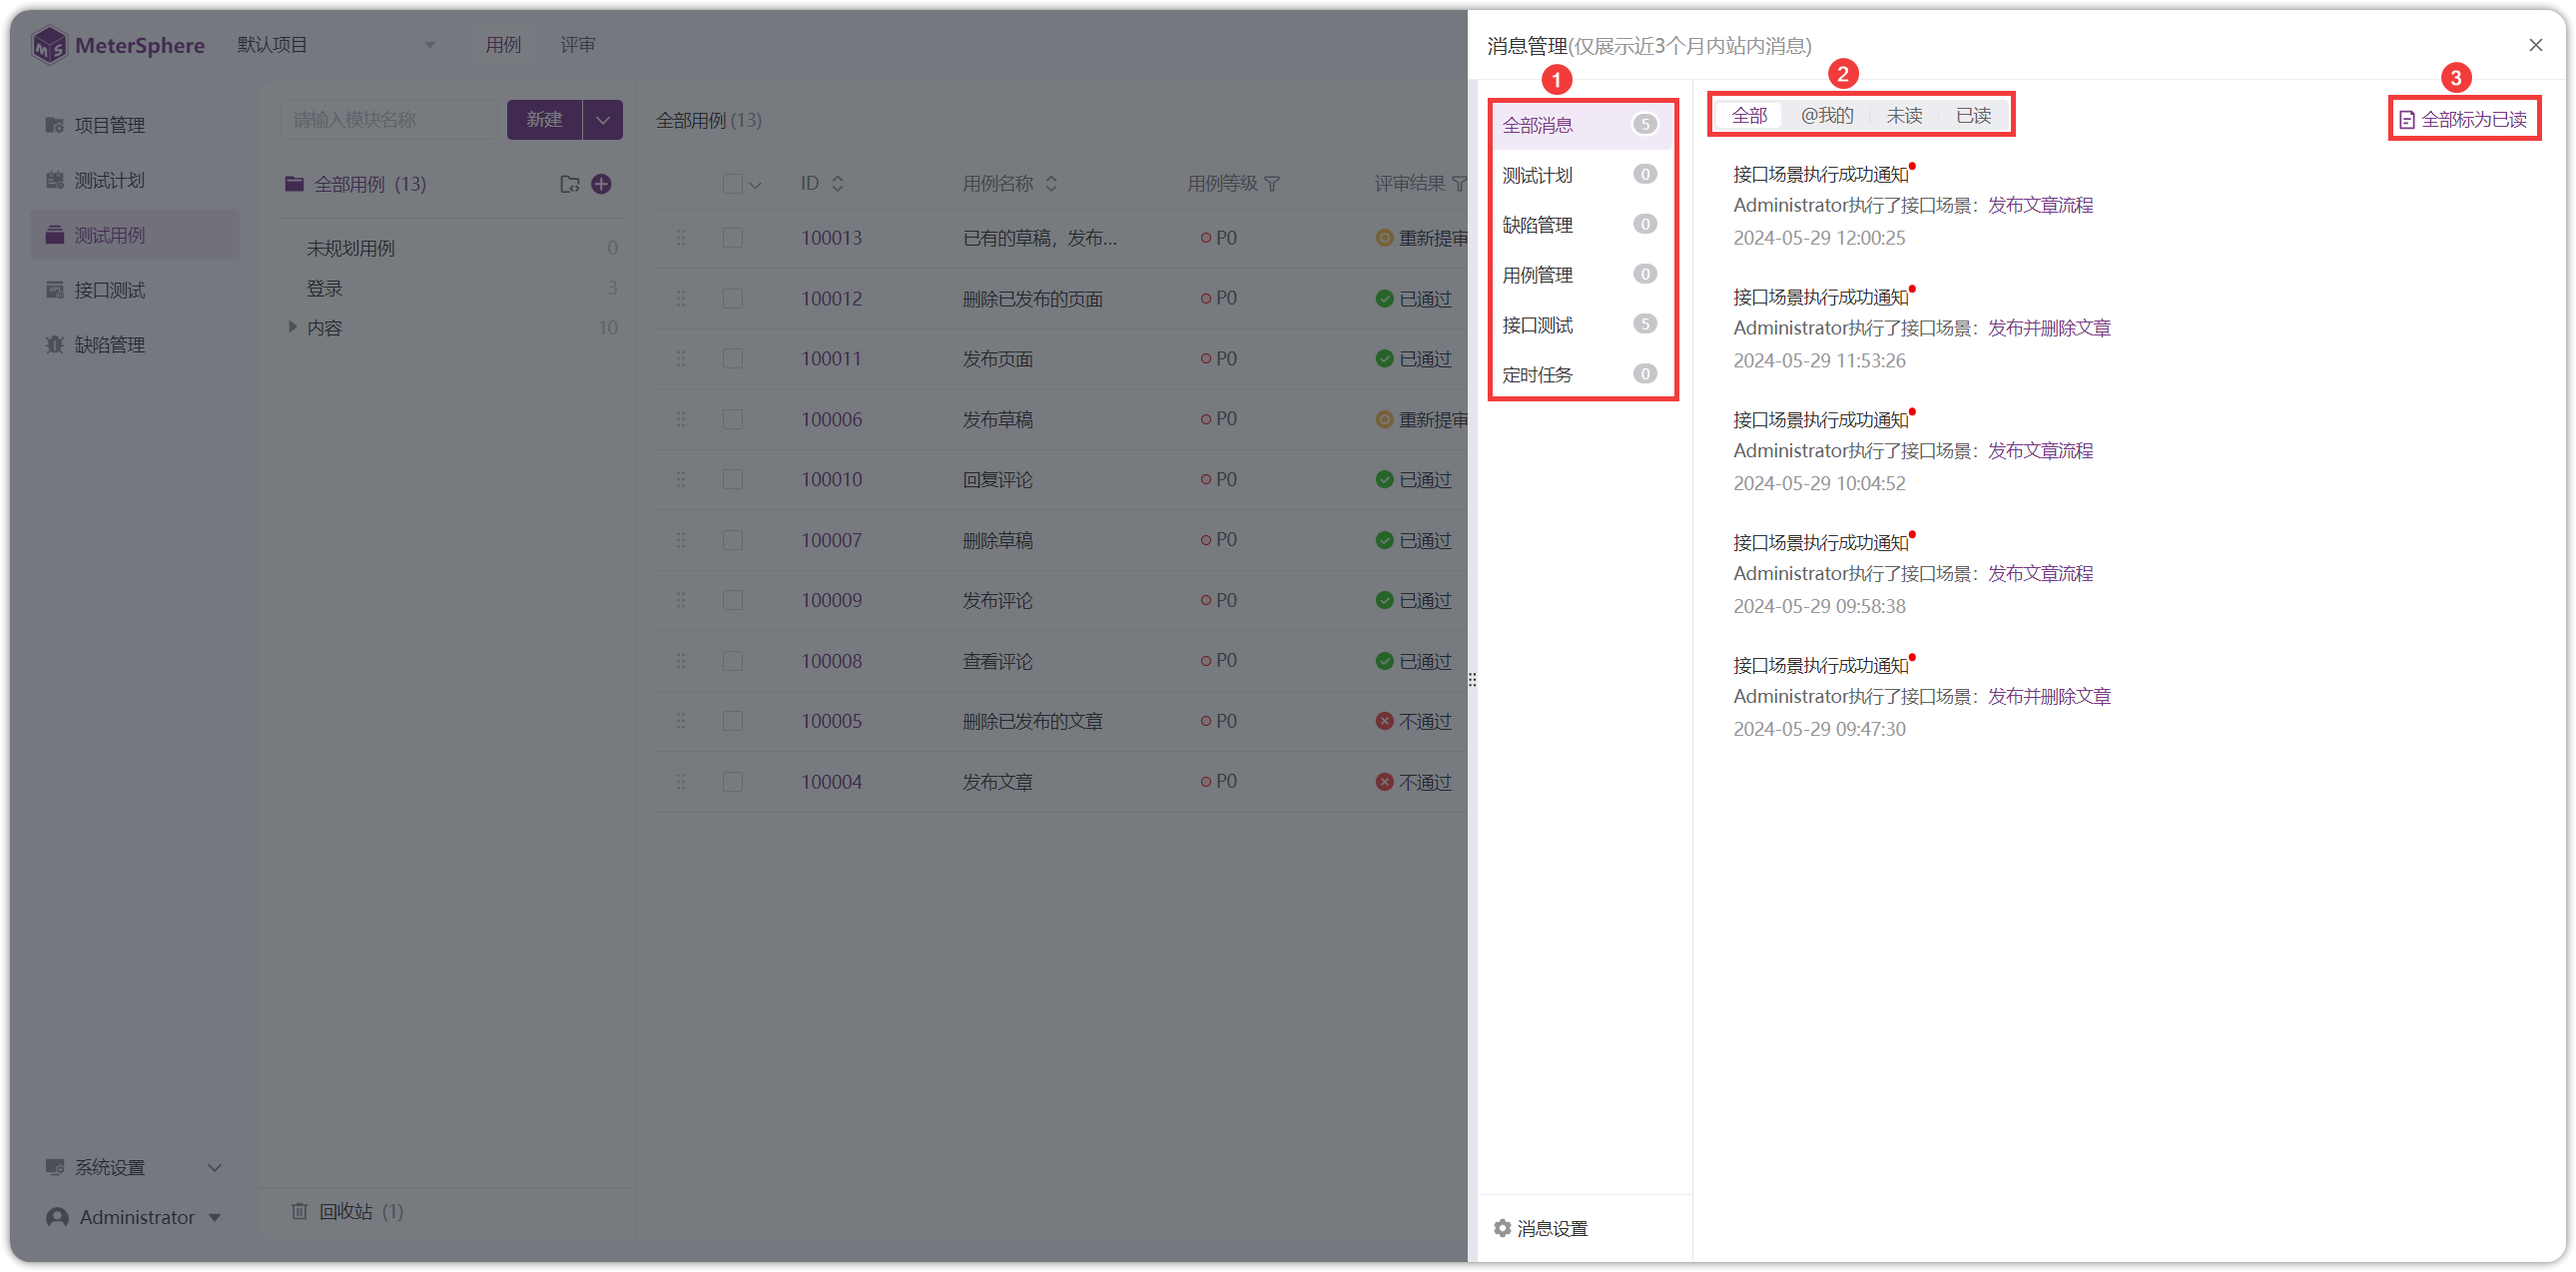 MeterSphere
默认项目
用例
评审
项目管理
测试计划
测试用例
接口测试
缺陷管理
系统设置
Administrator
请输入模块名称
新建
全部用例 (13)
未规划用例 0
登录 3
内容 10
回收站 (1)
全部用例 (13)
ID 用例名称 用例等级 评审结果
100013 已有的草稿，发布... P0 重新提审
100012 删除已发布的页面 P0 已通过
100011 发布页面 P0 已通过
100006 发布草稿 P0 重新提审
100010 回复评论 P0 已通过
100007 删除草稿 P0 已通过
100009 发布评论 P0 已通过
100008 查看评论 P0 已通过
100005 删除已发布的文章 P0 不通过
100004 发布文章 P0 不通过
消息管理(仅展示近3个月内站内消息)
1
全部消息 5
测试计划 0
缺陷管理 0
用例管理 0
接口测试 5
定时任务 0
消息设置
2
全部 @我的 未读 已读
3
全部标为已读
接口场景执行成功通知
Administrator执行了接口场景：发布文章流程
2024-05-29 12:00:25
接口场景执行成功通知
Administrator执行了接口场景：发布并删除文章
2024-05-29 11:53:26
接口场景执行成功通知
Administrator执行了接口场景：发布文章流程
2024-05-29 10:04:52
接口场景执行成功通知
Administrator执行了接口场景：发布文章流程
2024-05-29 09:58:38
接口场景执行成功通知
Administrator执行了接口场景：发布并删除文章
2024-05-29 09:47:30